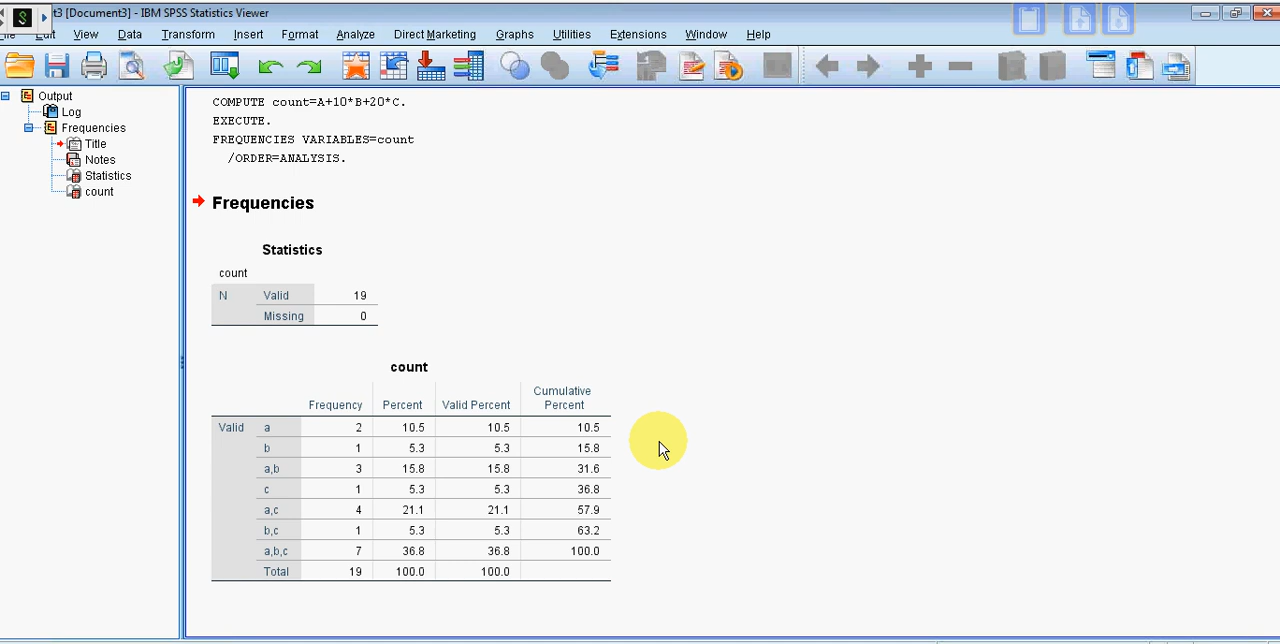 t3 [Document3] - IBM SPSS Statistics Viewer
View Data Transform Insert Format Analyze Direct Marketing Graphs Utilities Extensions Window Help
Output
Log
Frequencies
Title
Notes
Statistics
count
COMPUTE count=A+10*B+20*C.
EXECUTE.
FREQUENCIES VARIABLES=count
/ORDER=ANALYSIS.
Frequencies
Statistics
count
N Valid 19
Missing 0
count
Frequency Percent Valid Percent Cumulative Percent
Valid a 2 10.5 10.5 10.5
b 1 5.3 5.3 15.8
a,b 3 15.8 15.8 31.6
c 1 5.3 5.3 36.8
a,c 4 21.1 21.1 57.9
b,c 1 5.3 5.3 63.2
a,b,c 7 36.8 36.8 100.0
Total 19 100.0 100.0